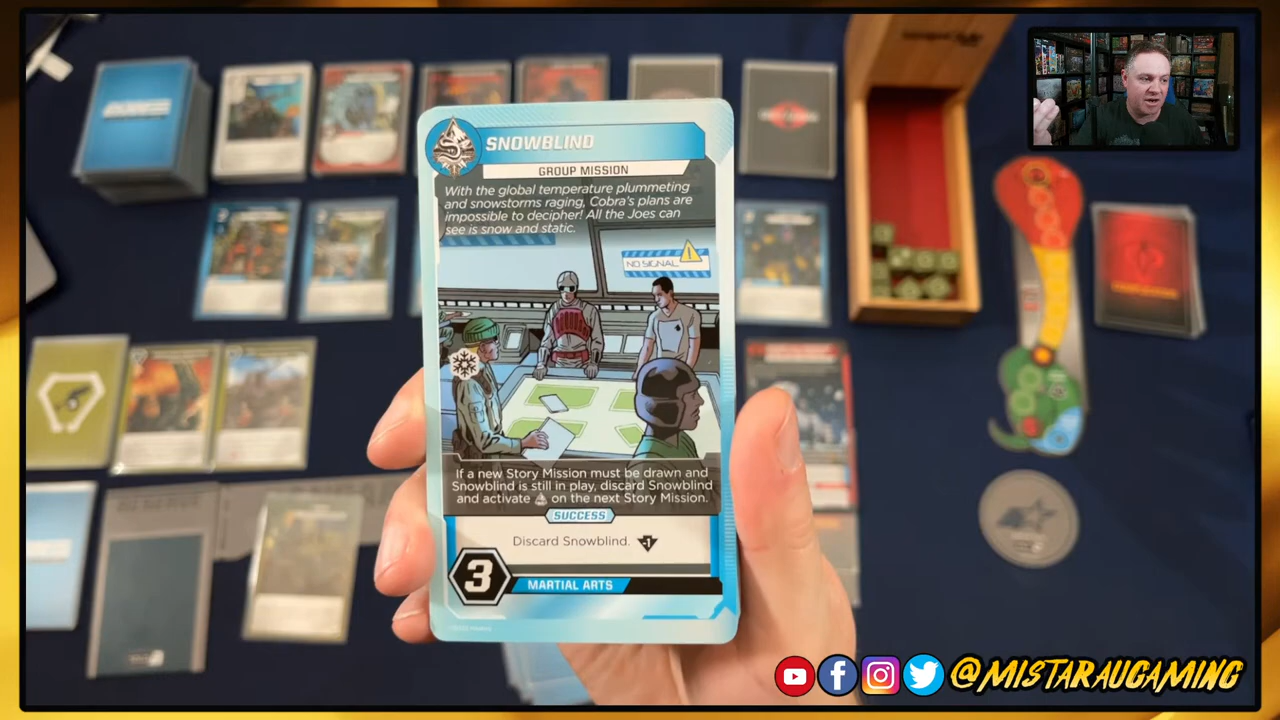 SNOWBLIND
GROUP MISSION
With the global temperature plummeting
and snowstorms raging, Cobra's plans are
impossible to decipher! All the Joes can
see is snow and static.
NO SIGNAL
If a new Story Mission must be drawn and
Snowblind is still in play, discard Snowblind
and activate on the next Story Mission.
SUCCESS
Discard Snowblind. -1
3
MARTIAL ARTS
@MISTARAUGAMING